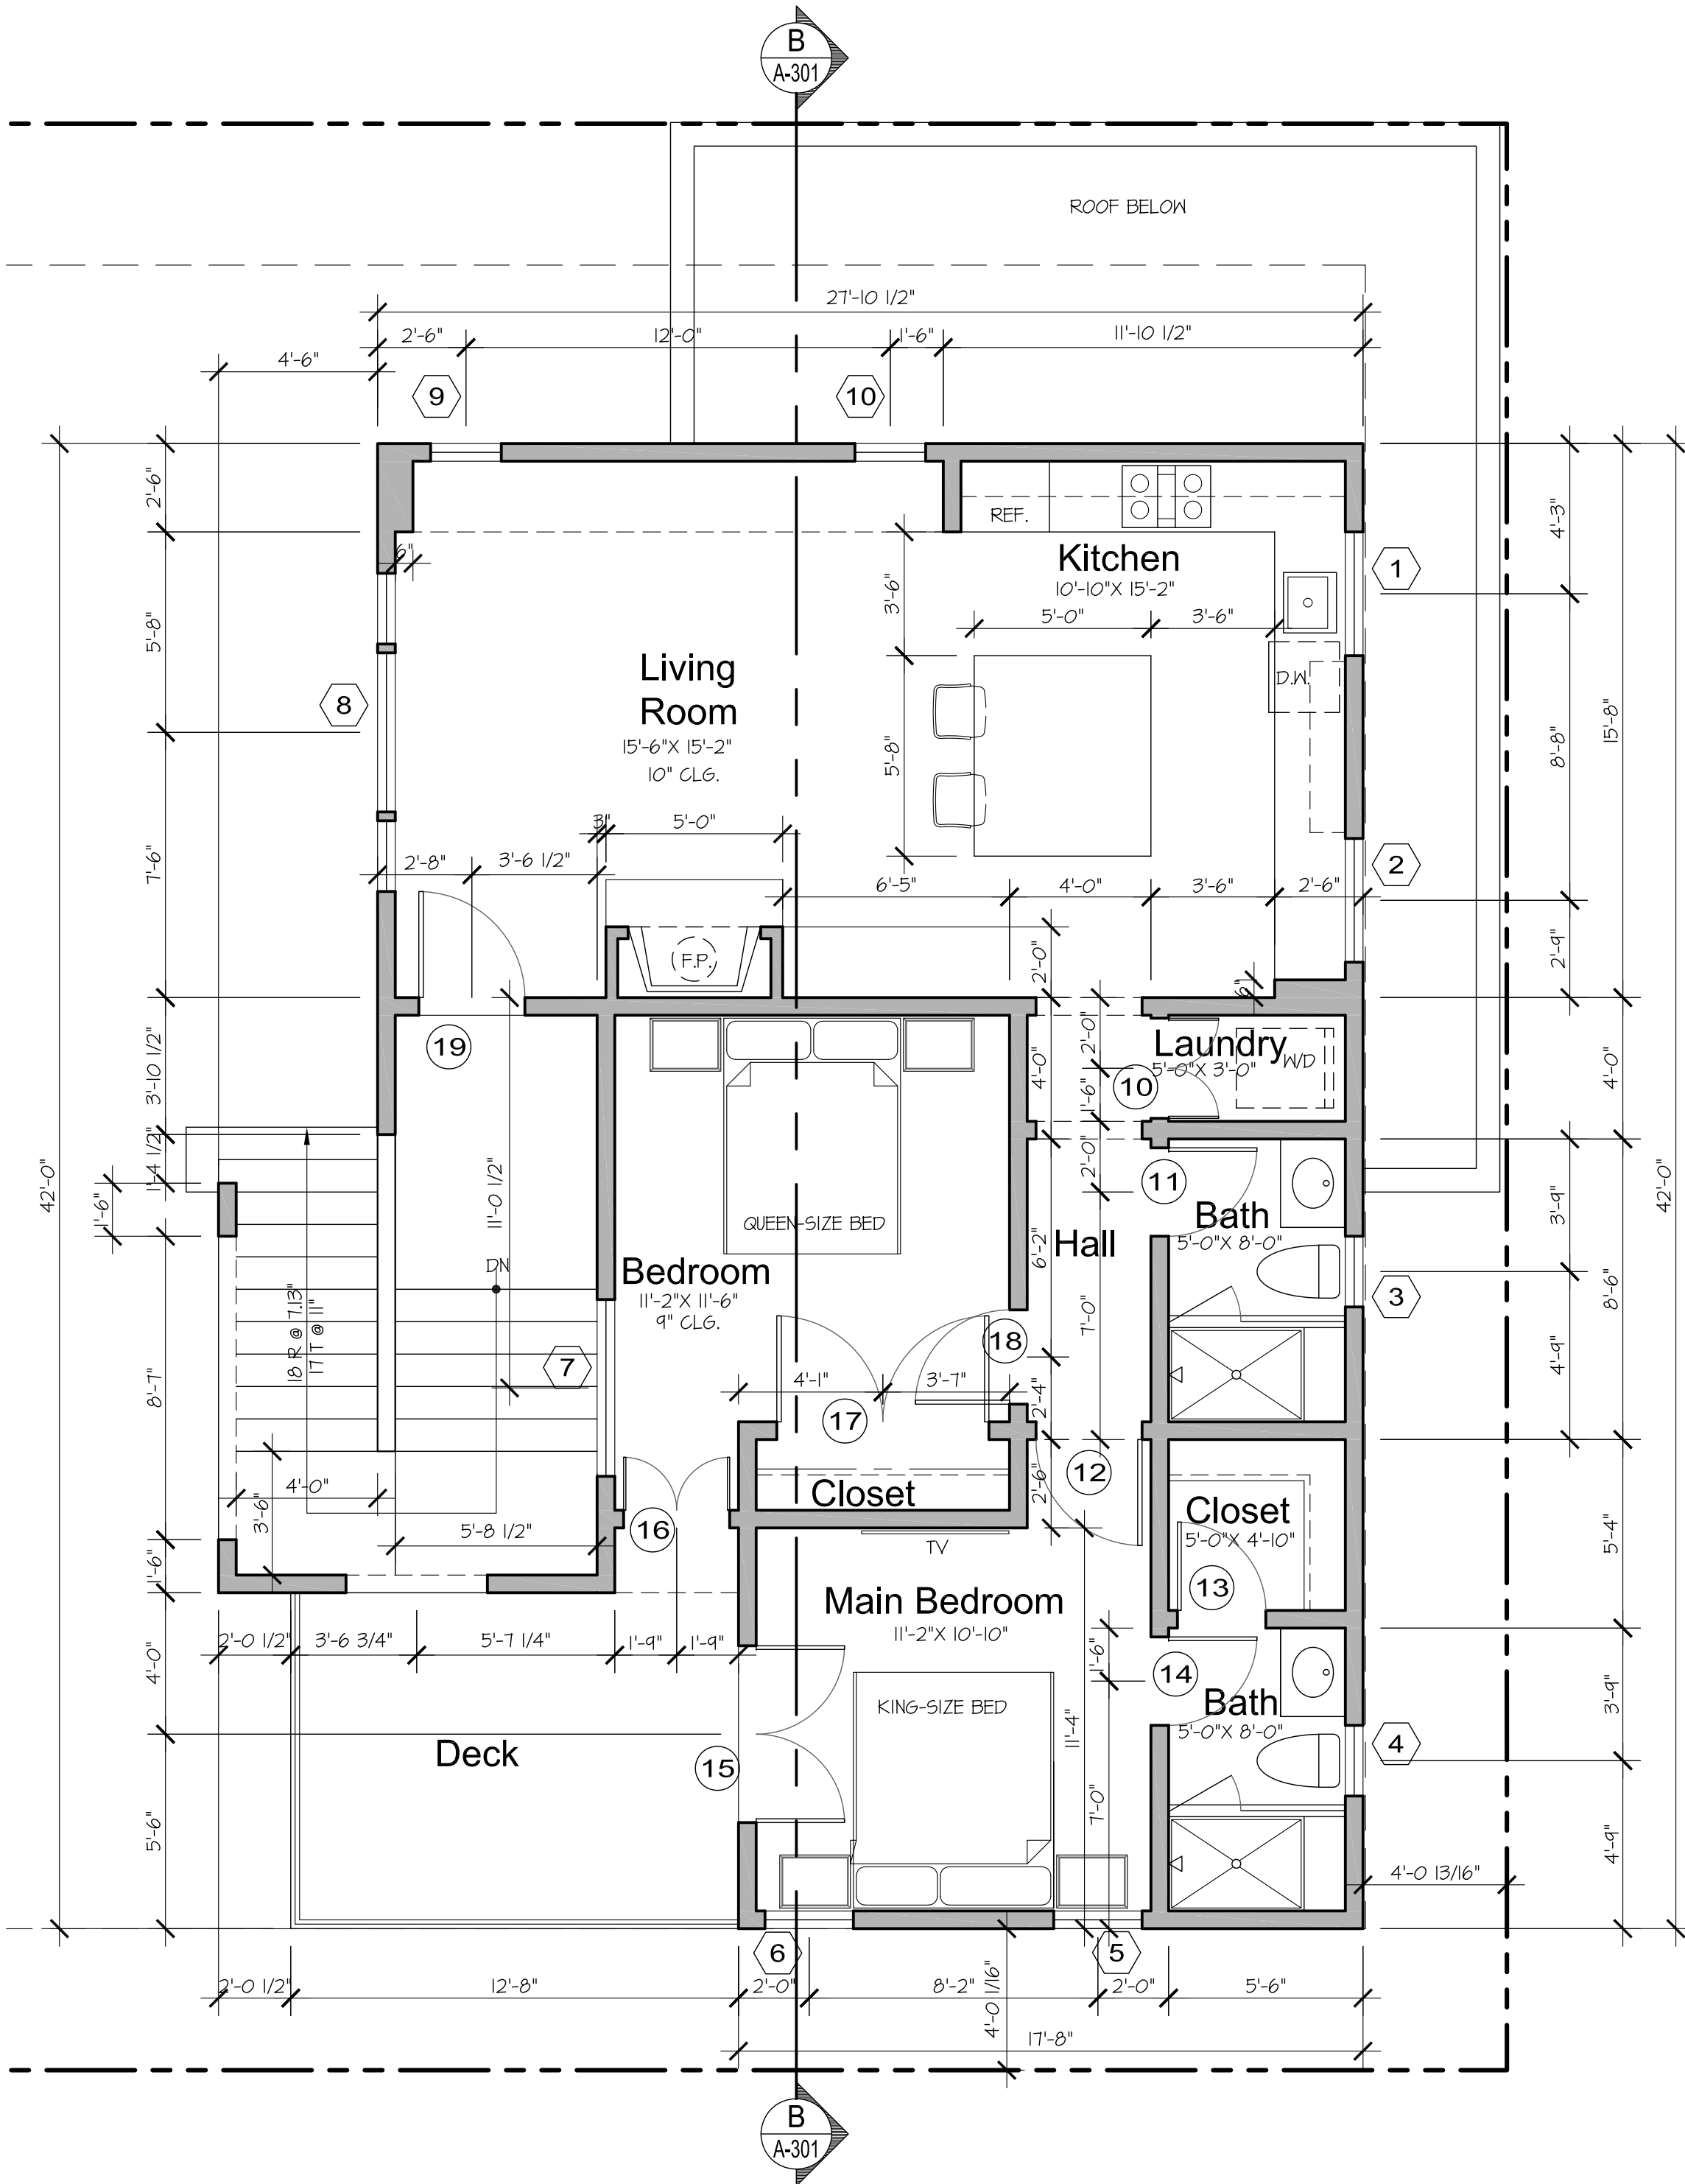 B
A-301
ROOF BELOW
27'-10 1/2"
2'-6"
12'-0"
1'-6"
11'-10 1/2"
4'-6"
9
10
2'-6"
4'-3"
REF.
Kitchen
10'-10"X 15'-2"
1
6"
3'-6"
5'-0"
3'-6"
5'-8"
Living
Room
15'-6"X 15'-2"
10" CLG.
D.W.
8
5'-8"
8'-8"
15'-8"
3"
5'-0"
7'-6"
2'-8"
3'-6 1/2"
6'-5"
4'-0"
3'-6"
2'-6"
2
F.P.
2'-0"
6"
2'-9"
19
3'-10 1/2"
4'-0"
2'-0"
Laundry
5'-0"X 3'-0"
W/D
10
1'-6"
4'-0"
1'-4 1/2"
1'-6"
42'-0"
42'-0"
11'-0 1/2"
2'-0"
11
QUEEN-SIZE BED
Bath
5'-0"X 8'-0"
3'-9"
Hall
6'-2"
DN
Bedroom
11'-2"X 11'-6"
9" CLG.
3
18 R @ 7.13"
17 T @ 11"
7'-0"
8'-6"
18
7
8'-7"
4'-1"
3'-7"
2'-4"
4'-9"
17
12
4'-0"
3'-6"
Closet
2'-6"
Closet
5'-0"X 4'-10"
5'-8 1/2"
16
TV
5'-4"
1'-6"
13
Main Bedroom
11'-2"X 10'-10"
2'-0 1/2"
3'-6 3/4"
5'-7 1/4"
1'-9"
1'-9"
4'-0"
1'-6"
14
Bath
5'-0"X 8'-0"
3'-9"
KING-SIZE BED
11'-4"
Deck
15
4
7'-0"
5'-6"
4'-9"
4'-0 13/16"
6
5
2'-0 1/2"
12'-8"
2'-0"
8'-2"
2'-0"
5'-6"
4'-0 1/16"
17'-8"
B
A-301